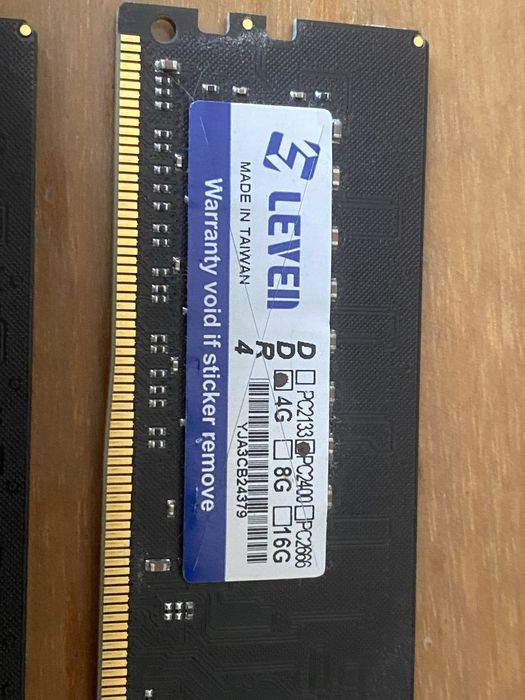 LEVEN
MADE IN TAIWAN
DDR4
PC2133 PC2400 PC2666
4G 8G 16G
YJA3CB24379
Warranty void if sticker remove